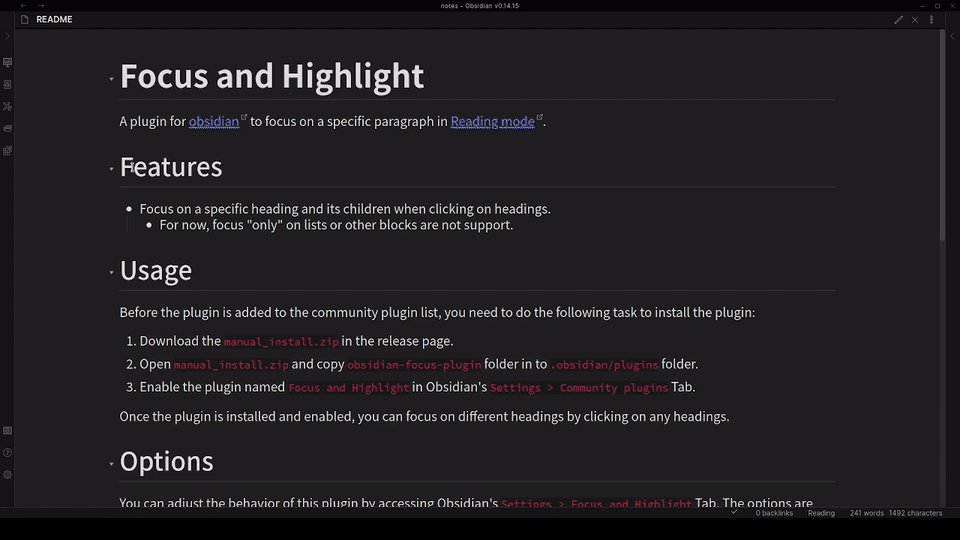 notes - Obsidian v0.14.15
README
Focus and Highlight
A plugin for obsidian to focus on a specific paragraph in Reading mode.
Features
Focus on a specific heading and its children when clicking on headings.
For now, focus "only" on lists or other blocks are not support.
Usage
Before the plugin is added to the community plugin list, you need to do the following task to install the plugin:
1. Download the manual_install.zip in the release page.
2. Open manual_install.zip and copy obsidian-focus-plugin folder in to .obsidian/plugins folder.
3. Enable the plugin named Focus and Highlight in Obsidian's Settings > Community plugins Tab.
Once the plugin is installed and enabled, you can focus on different headings by clicking on any headings.
Options
You can adjust the behavior of this plugin by accessing Obsidian's Settings > Focus and Highlight Tab. The options are
0 backlinks Reading 241 words 1492 characters